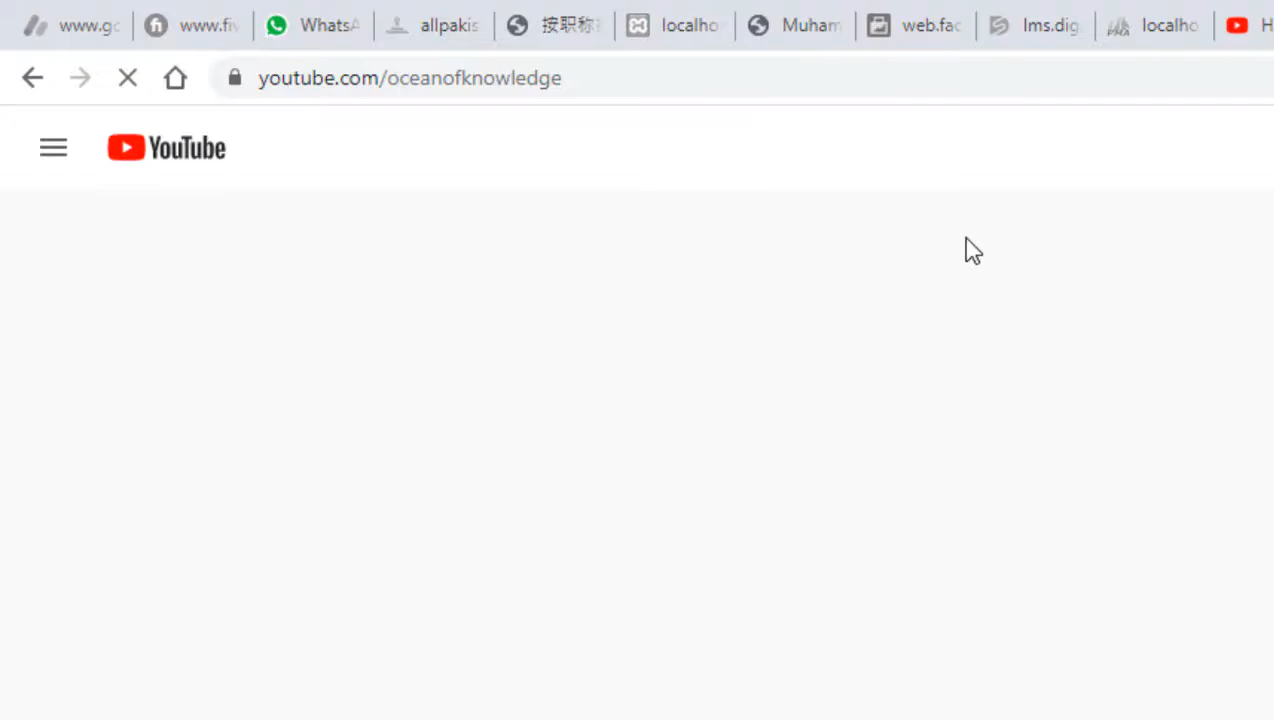 www.gc www.fiv WhatsA allpakis 按职称 localho Muham web.fac lms.dig localho H
youtube.com/oceanofknowledge
YouTube